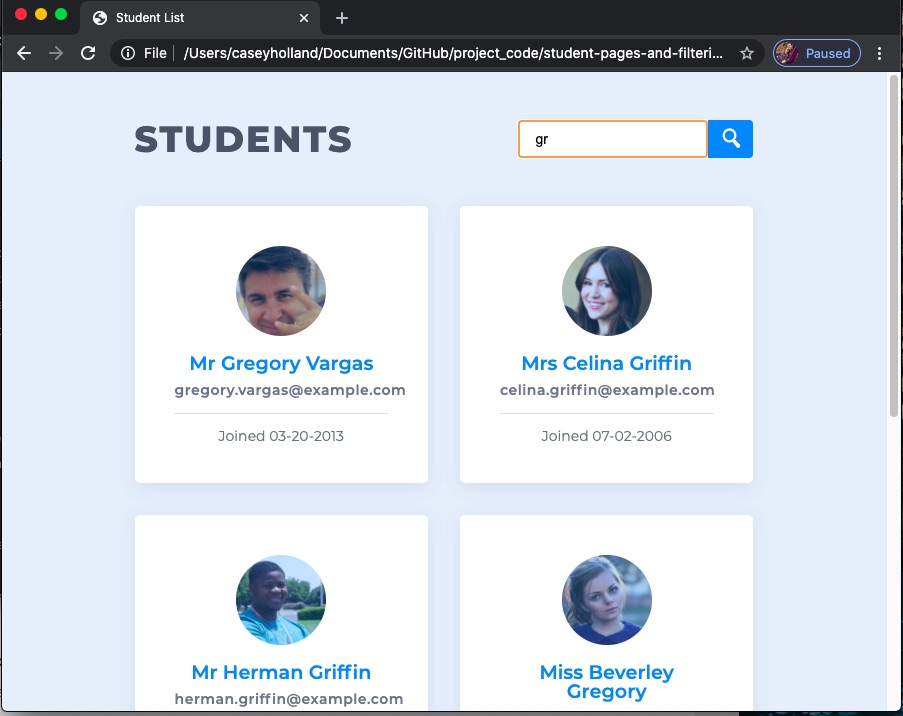 Student List
File /Users/caseyholland/Documents/GitHub/project_code/student-pages-and-filteri...
Paused
STUDENTS
gr
Mr Gregory Vargas
gregory.vargas@example.com
Joined 03-20-2013
Mrs Celina Griffin
celina.griffin@example.com
Joined 07-02-2006
Mr Herman Griffin
herman.griffin@example.com
Miss Beverley
Gregory